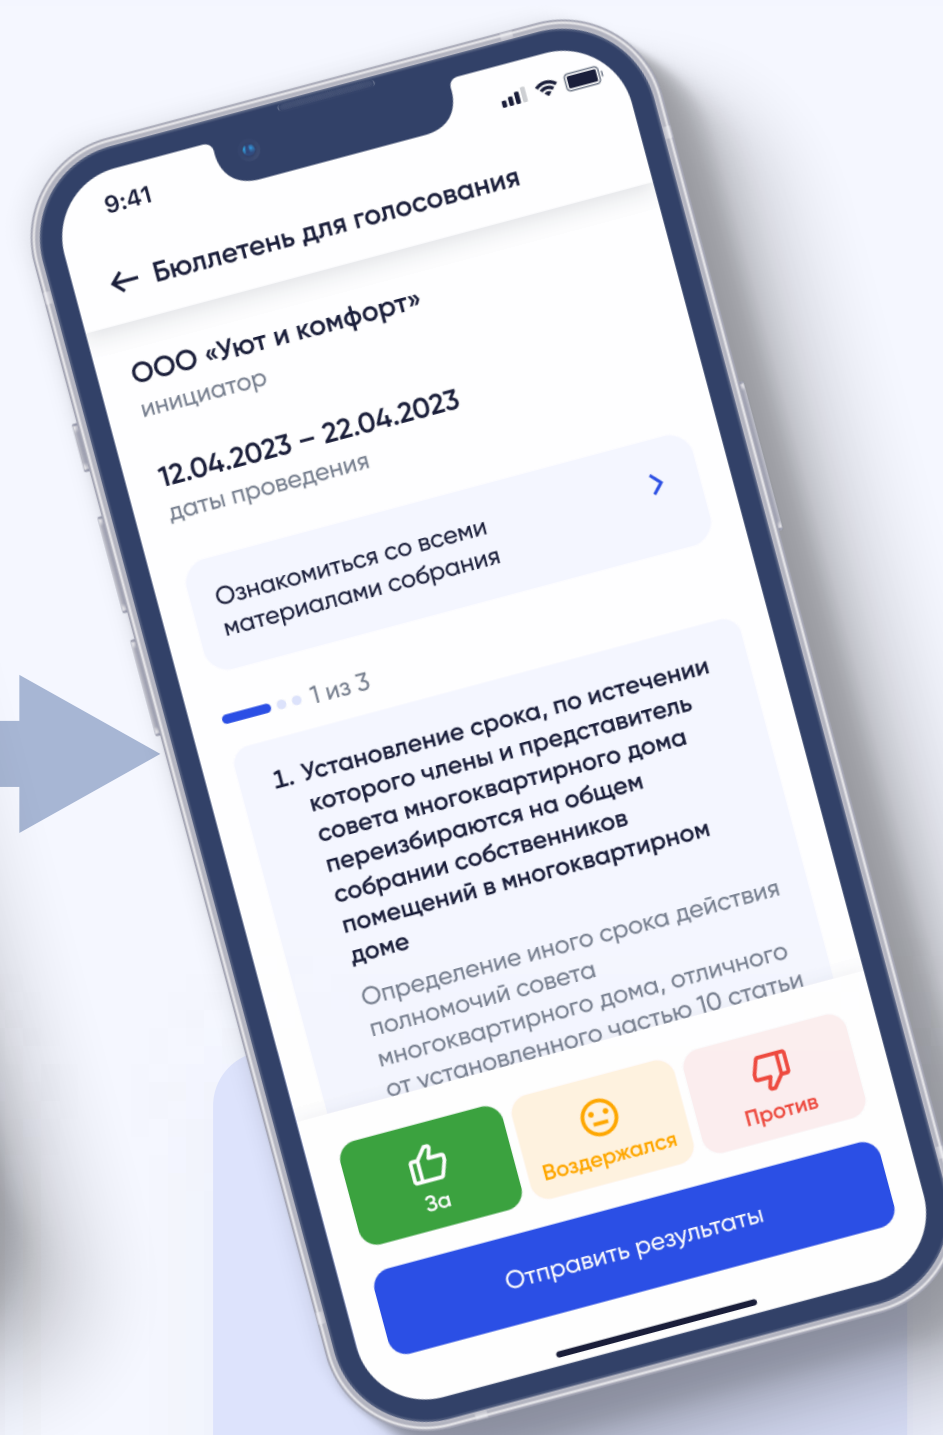 9:41
Бюллетень для голосования
ООО «Уют и комфорт»
инициатор
12.04.2023 – 22.04.2023
даты проведения
Ознакомиться со всеми
материалами собрания
1 из 3
1. Установление срока, по истечении
которого члены и представитель
совета многоквартирного дома
переизбираются на общем
собрании собственников
помещений в многоквартирном
доме
Определение иного срока действия
полномочий совета
многоквартирного дома, отличного
от установленного частью 10 статьи
За
Воздержался
Против
Отправить результаты